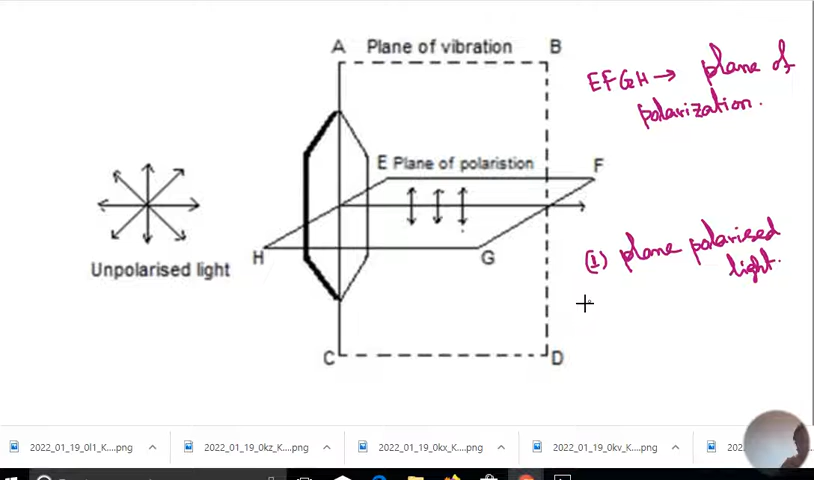 A Plane of vibration B
EFGH → plane of
polarization.
E Plane of polaristion F
H
G
Unpolarised light
(1) plane polarised
light.
C
D
2022_01_19_0l1_K....png
2022_01_19_0kz_K....png
2022_01_19_0kx_K....png
2022_01_19_0kv_K....png
202